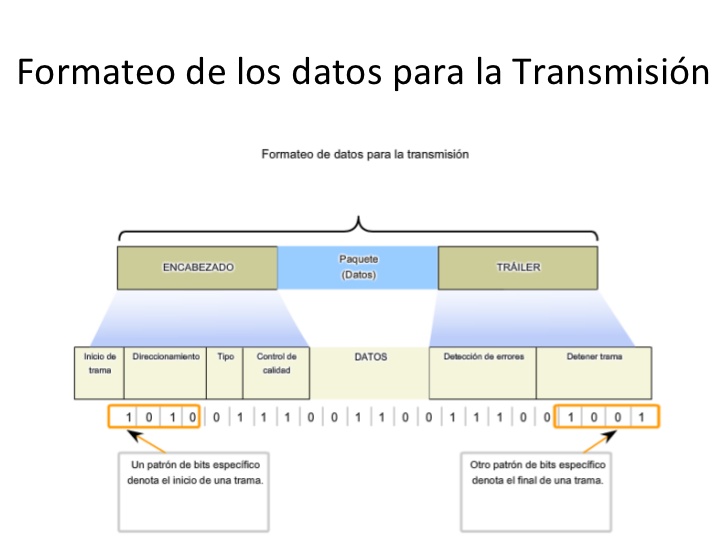 Formateo de los datos para la Transmisión
Formateo de datos para la transmisión
ENCABEZADO
Paquete
(Datos)
TRÁILER
Inicio de
trama
Direccionamiento
Tipo
Control de
calidad
DATOS
Detección de errores
Detener trama
1 0 1 0 0 1 1 1 0 0 1 1 0 0 1 1 1 0 0 1 0 0 1
Un patrón de bits específico
denota el inicio de una trama.
Otro patrón de bits específico
denota el final de una trama.